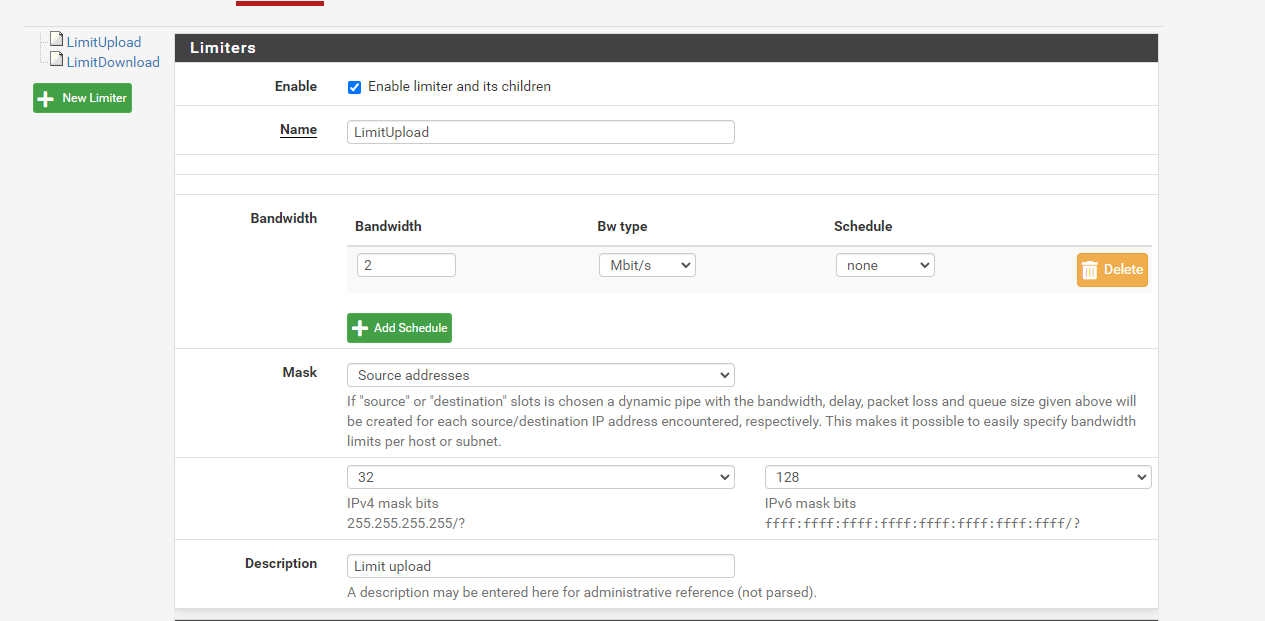 LimitUpload
LimitDownload
New Limiter
Limiters
Enable
Enable limiter and its children
Name
LimitUpload
Bandwidth
Bandwidth Bw type Schedule
2 Mbit/s none Delete
Add Schedule
Mask
Source addresses
If "source" or "destination" slots is chosen a dynamic pipe with the bandwidth, delay, packet loss and queue size given above will
be created for each source/destination IP address encountered, respectively. This makes it possible to easily specify bandwidth
limits per host or subnet.
32 128
IPv4 mask bits IPv6 mask bits
255.255.255.255/? ffff:ffff:ffff:ffff:ffff:ffff:ffff:ffff/?
Description
Limit upload
A description may be entered here for administrative reference (not parsed).